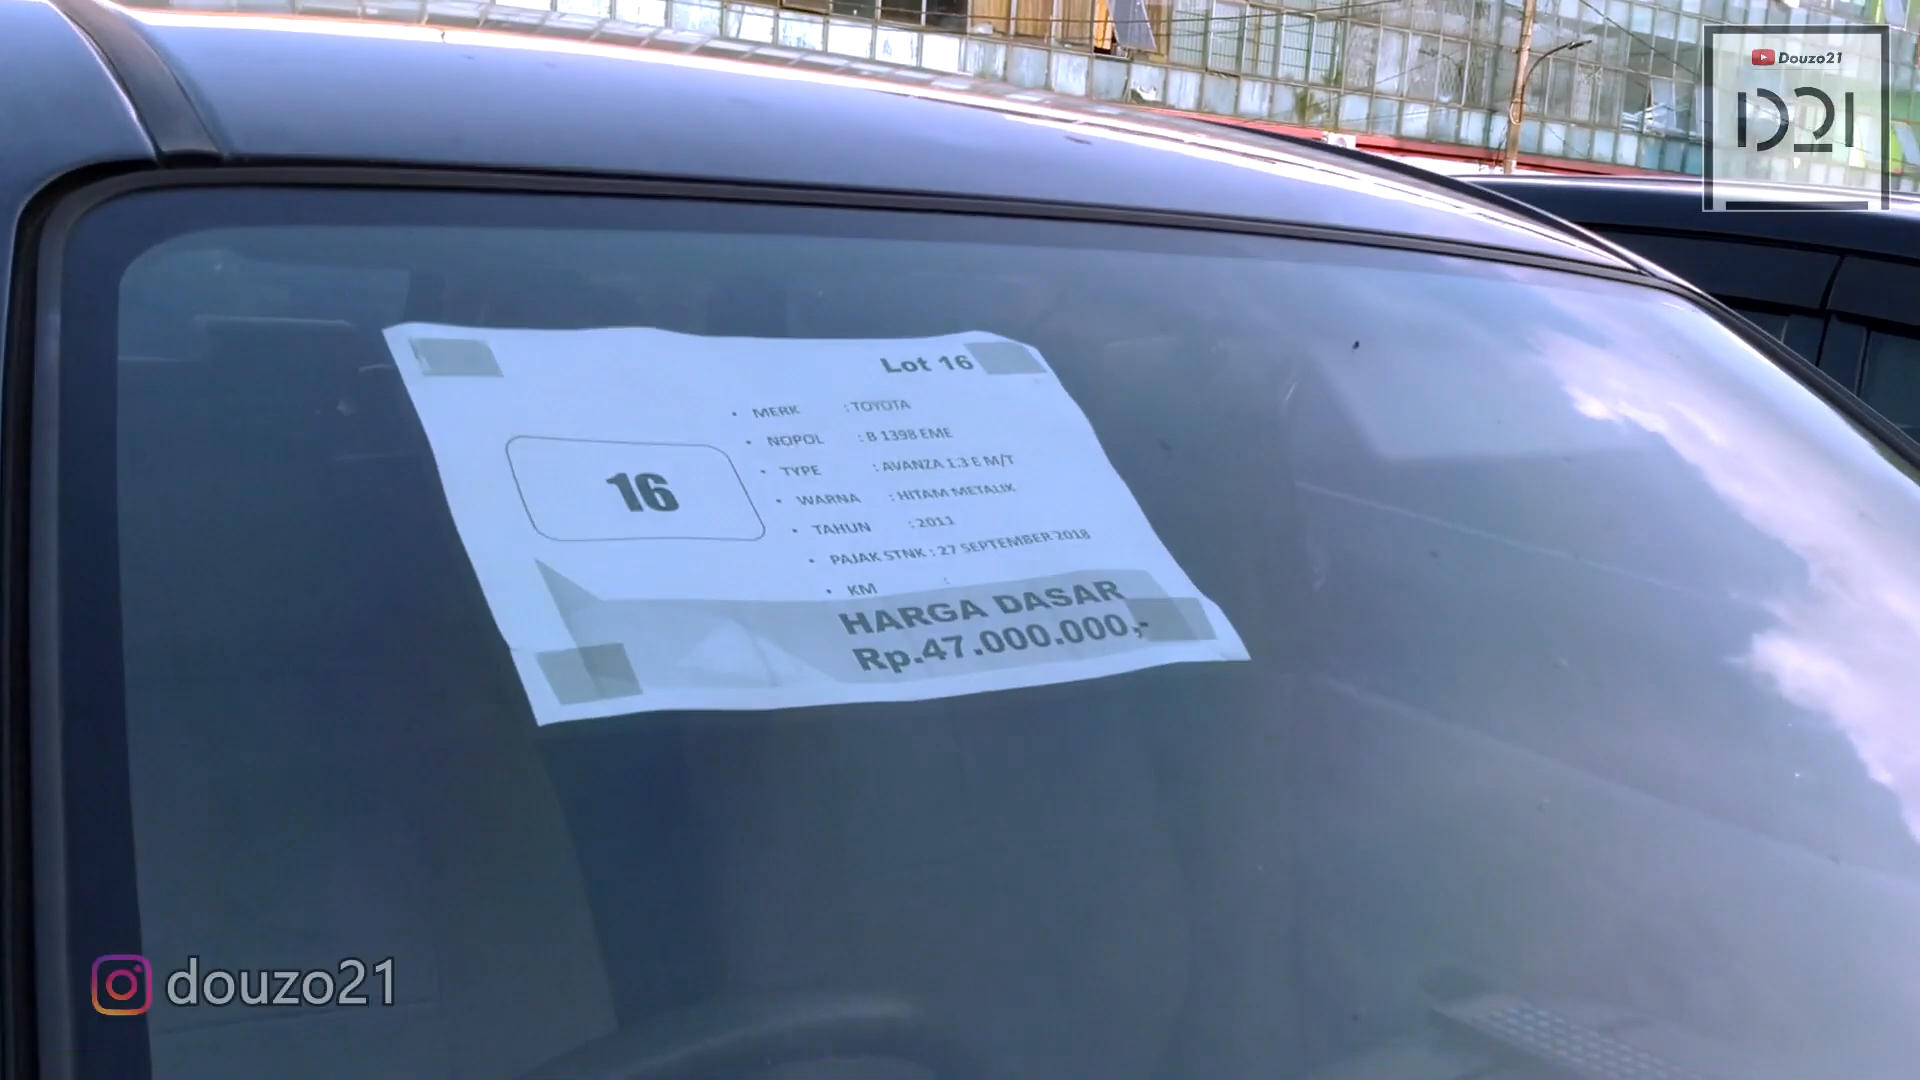 Douzo21
D21
Lot 16
16
• MERK : TOYOTA
• NOPOL : B 1398 EME
• TYPE : AVANZA 1.3 E M/T
• WARNA : HITAM METALIK
• TAHUN : 2011
• PAJAK STNK : 27 SEPTEMBER 2018
• KM :
HARGA DASAR
Rp.47.000.000,-
douzo21